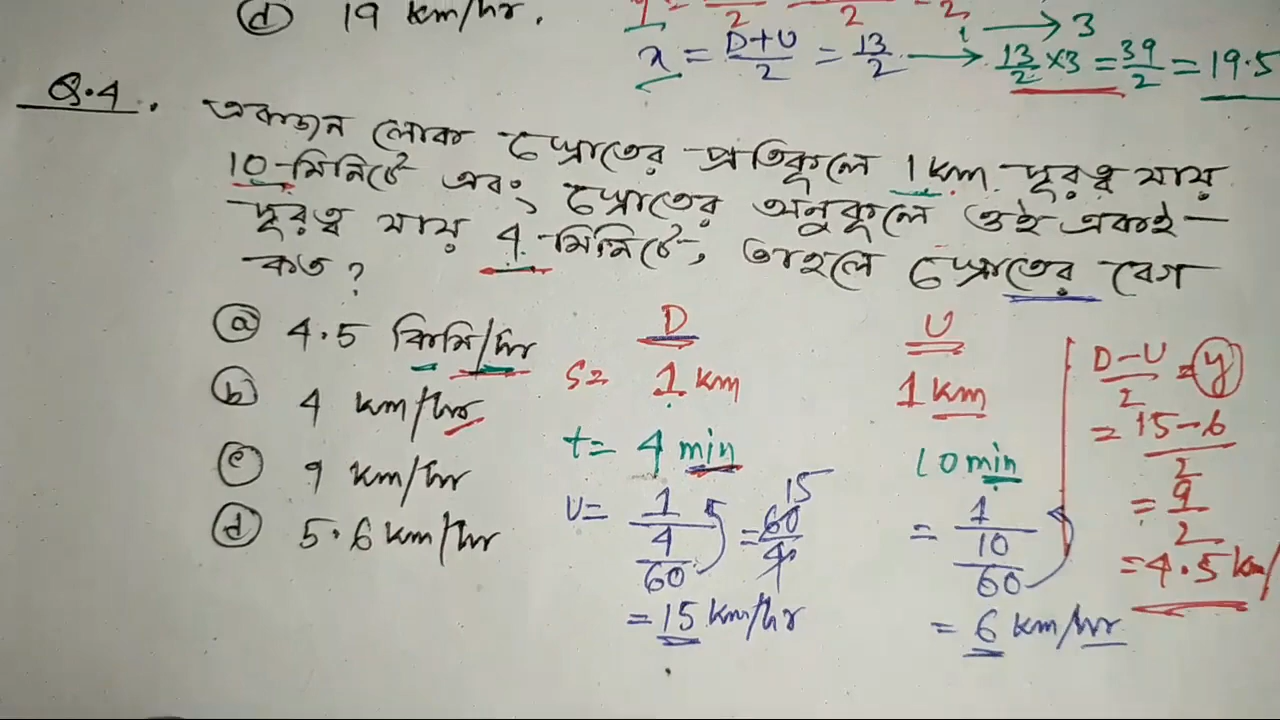 (d) 19 km/hr.
x = D+U/2 = 13/2 → 13/2 × 3 = 39/2 = 19.5
→ 3
Q.4. একজন লোক স্রোতের প্রতিকূলে 1 km দূরত্ব যায়
10 মিনিটে এবং স্রোতের অনুকূলে ওই একই
দূরত্ব যায় 4 মিনিটে, তাহলে স্রোতের বেগ
কত?
(a) 4.5 কিমি/hr
(b) 4 km/hr
(c) 9 km/hr
(d) 5.6 km/hr
D
U
S= 1 km
1 km
t= 4 min
10 min
U= 1/(4/60) = 60/4 15
= 1/(10/60)
= 15 km/hr
= 6 km/hr
D-U/2 = y
= 15-6/2
= 9/2
= 4.5 km/